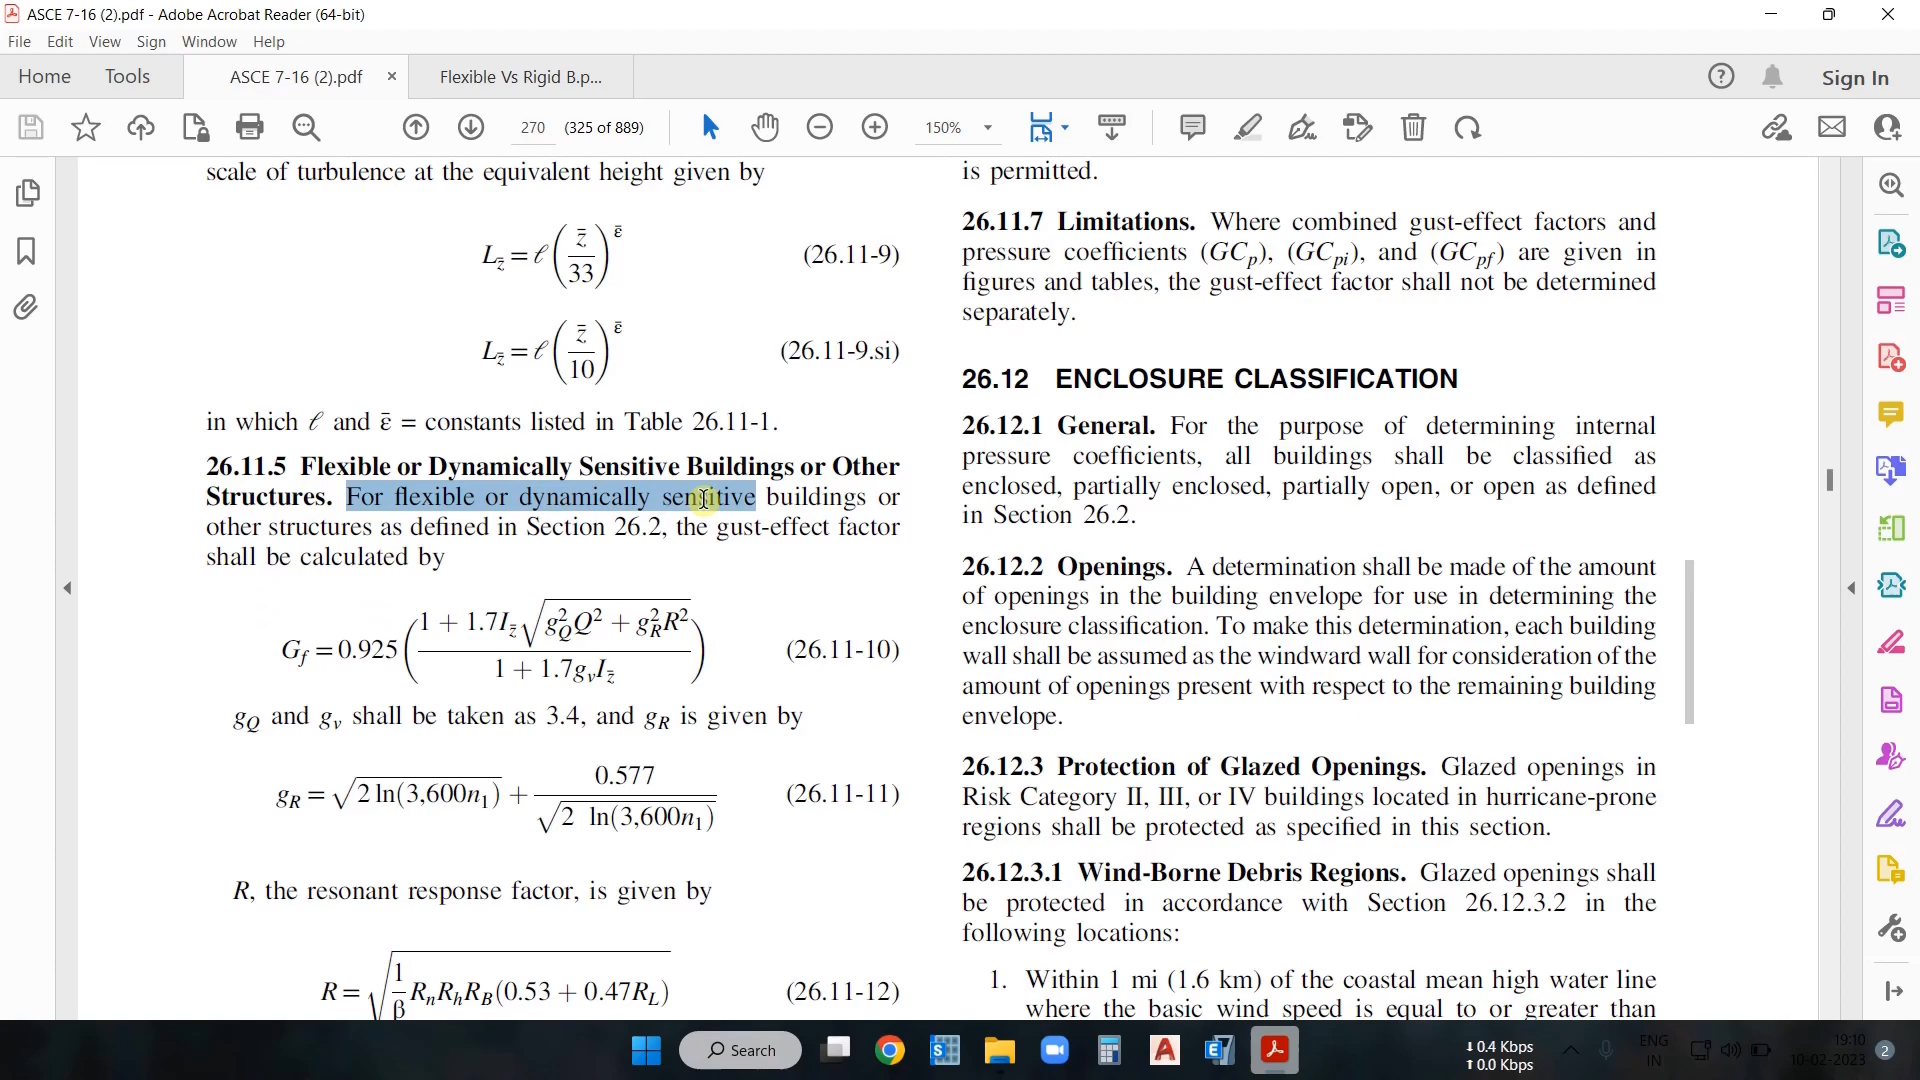 ASCE 7-16 (2).pdf - Adobe Acrobat Reader (64-bit)
File Edit View Sign Window Help
Home Tools ASCE 7-16 (2).pdf × Flexible Vs Rigid B.p... Sign In
270 (325 of 889) 150%
scale of turbulence at the equivalent height given by
L_z̄ = ℓ (z̄/33)^ε̄ (26.11-9)
L_z̄ = ℓ (z̄/10)^ε̄ (26.11-9.si)
in which ℓ and ε̄ = constants listed in Table 26.11-1.
26.11.5 Flexible or Dynamically Sensitive Buildings or Other
Structures. For flexible or dynamically sensitive buildings or
other structures as defined in Section 26.2, the gust-effect factor
shall be calculated by
G_f = 0.925 ((1 + 1.7I_z̄ √(g_Q²Q² + g_R²R²))/(1 + 1.7g_vI_z̄)) (26.11-10)
g_Q and g_v shall be taken as 3.4, and g_R is given by
g_R = √(2 ln(3,600n₁)) + 0.577/√(2 ln(3,600n₁)) (26.11-11)
R, the resonant response factor, is given by
R = √((1/β)R_nR_hR_B(0.53 + 0.47R_L)) (26.11-12)
is permitted.
26.11.7 Limitations. Where combined gust-effect factors and
pressure coefficients (GC_p), (GC_pi), and (GC_pf) are given in
figures and tables, the gust-effect factor shall not be determined
separately.
26.12 ENCLOSURE CLASSIFICATION
26.12.1 General. For the purpose of determining internal
pressure coefficients, all buildings shall be classified as
enclosed, partially enclosed, partially open, or open as defined
in Section 26.2.
26.12.2 Openings. A determination shall be made of the amount
of openings in the building envelope for use in determining the
enclosure classification. To make this determination, each building
wall shall be assumed as the windward wall for consideration of the
amount of openings present with respect to the remaining building
envelope.
26.12.3 Protection of Glazed Openings. Glazed openings in
Risk Category II, III, or IV buildings located in hurricane-prone
regions shall be protected as specified in this section.
26.12.3.1 Wind-Borne Debris Regions. Glazed openings shall
be protected in accordance with Section 26.12.3.2 in the
following locations:
1. Within 1 mi (1.6 km) of the coastal mean high water line
where the basic wind speed is equal to or greater than
Search
0.4 Kbps
0.0 Kbps
ENG
IN
19:10
10-02-2023
2